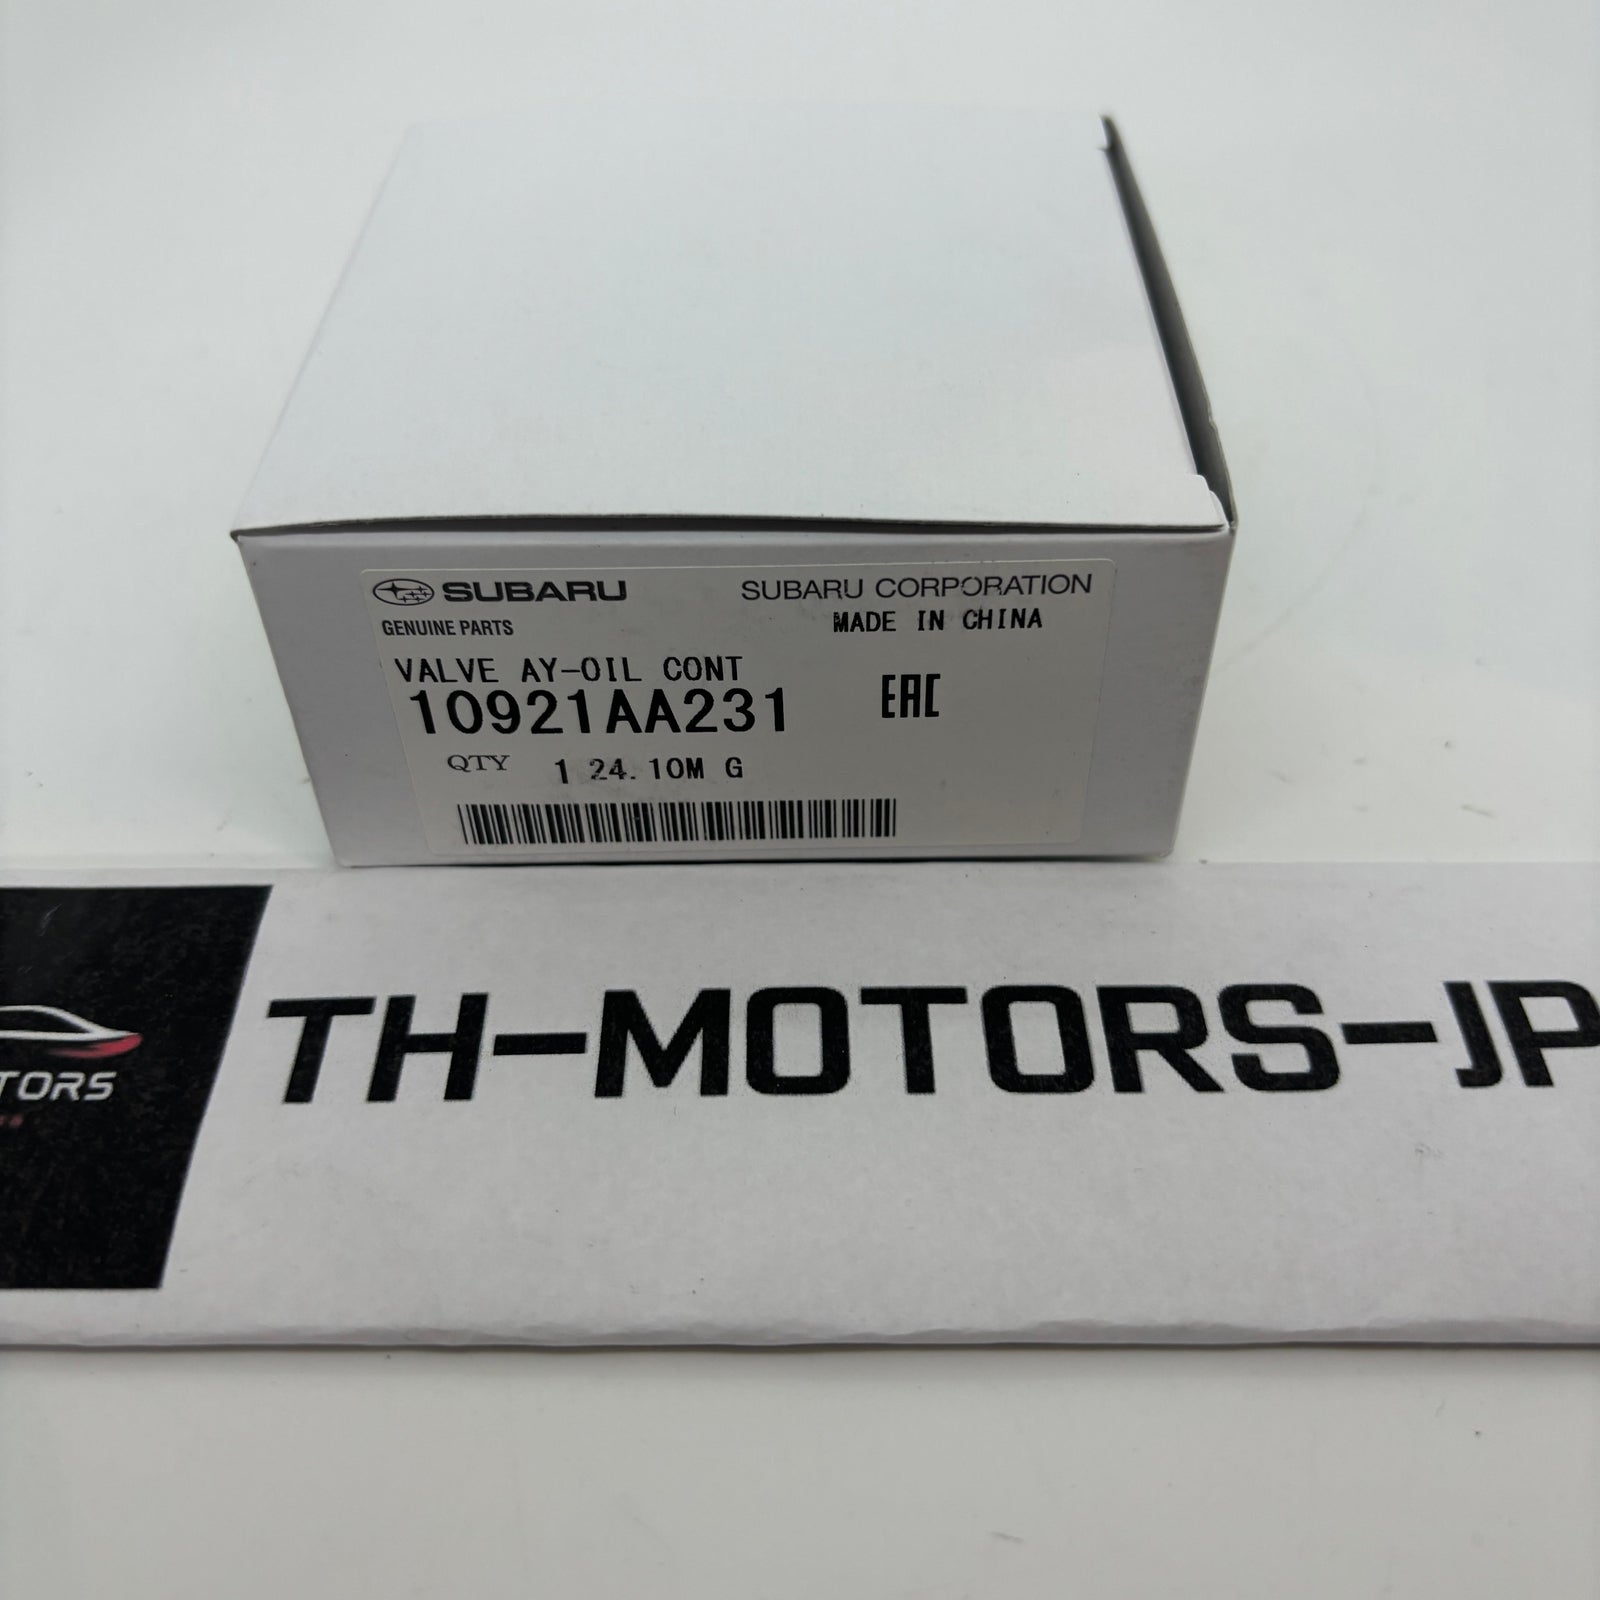 SUBARU SUBARU CORPORATION
GENUINE PARTS MADE IN CHINA
VALVE AY-OIL CONT
10921AA231 EAC
QTY 1 24.10M G
TH-MOTORS-JP
TORS